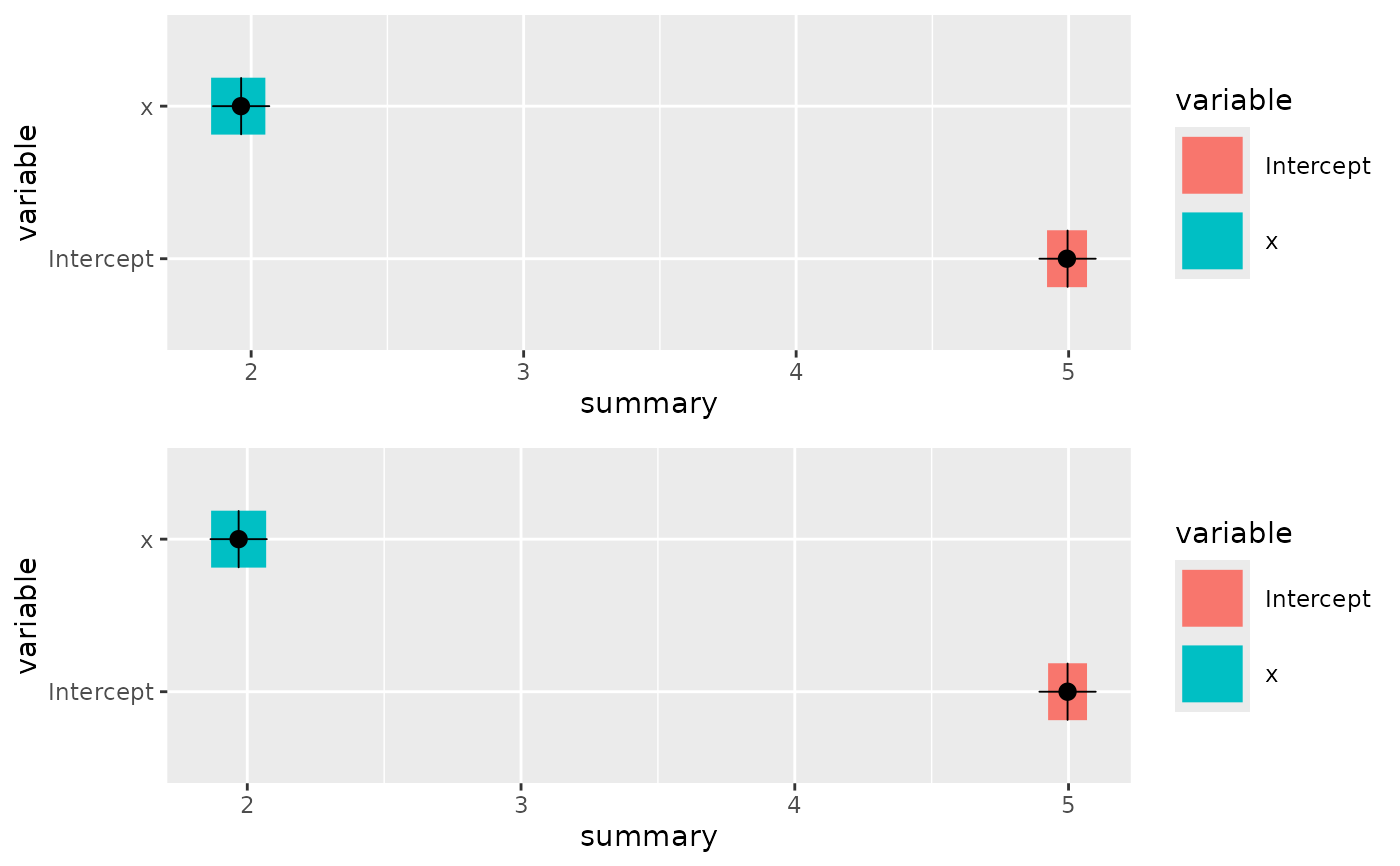 variable
x
Intercept
2 3 4 5
summary
variable
Intercept
x
variable
x
Intercept
2 3 4 5
summary
variable
Intercept
x